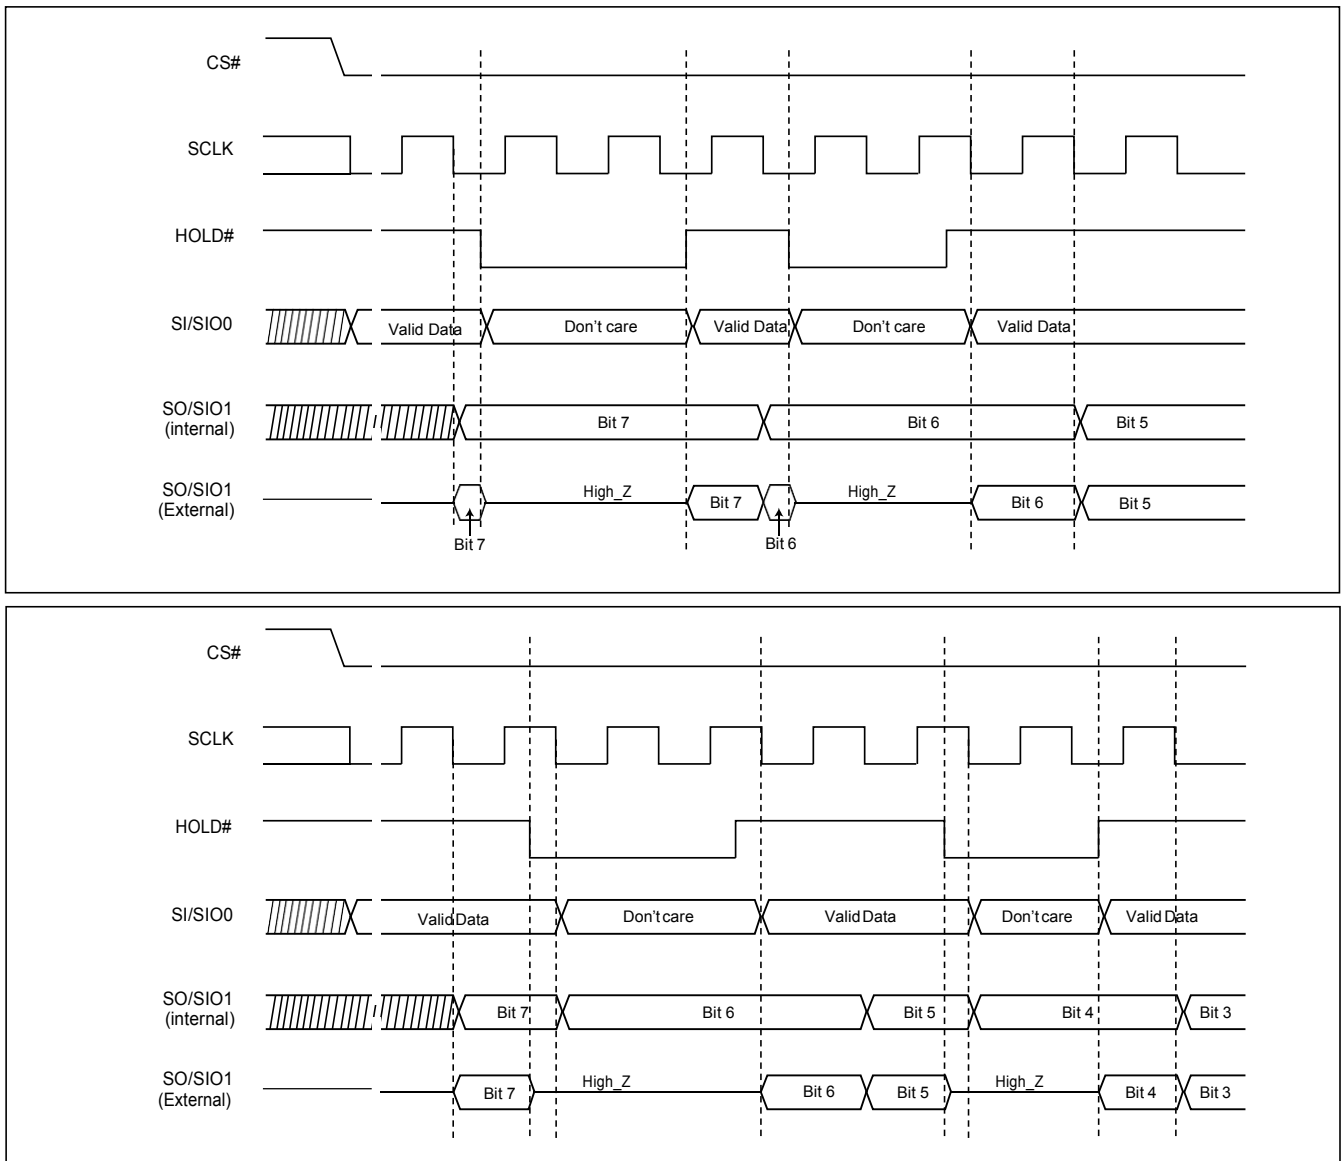 CS#
SCLK
HOLD#
SI/SIO0
Valid Data
Don't care
Valid Data
Don't care
Valid Data
SO/SIO1
(internal)
/
Bit 7
Bit 6
Bit 5
SO/SIO1
(External)
High_Z
Bit 7
High_Z
Bit 6
Bit 5
Bit 7
Bit 6
CS#
SCLK
HOLD#
SI/SIO0
Valid Data
Don't care
Valid Data
Don't care
Valid Data
SO/SIO1
(internal)
/
Bit 7
Bit 6
Bit 5
Bit 4
Bit 3
SO/SIO1
(External)
Bit 7
High_Z
Bit 6
Bit 5
High_Z
Bit 4
Bit 3